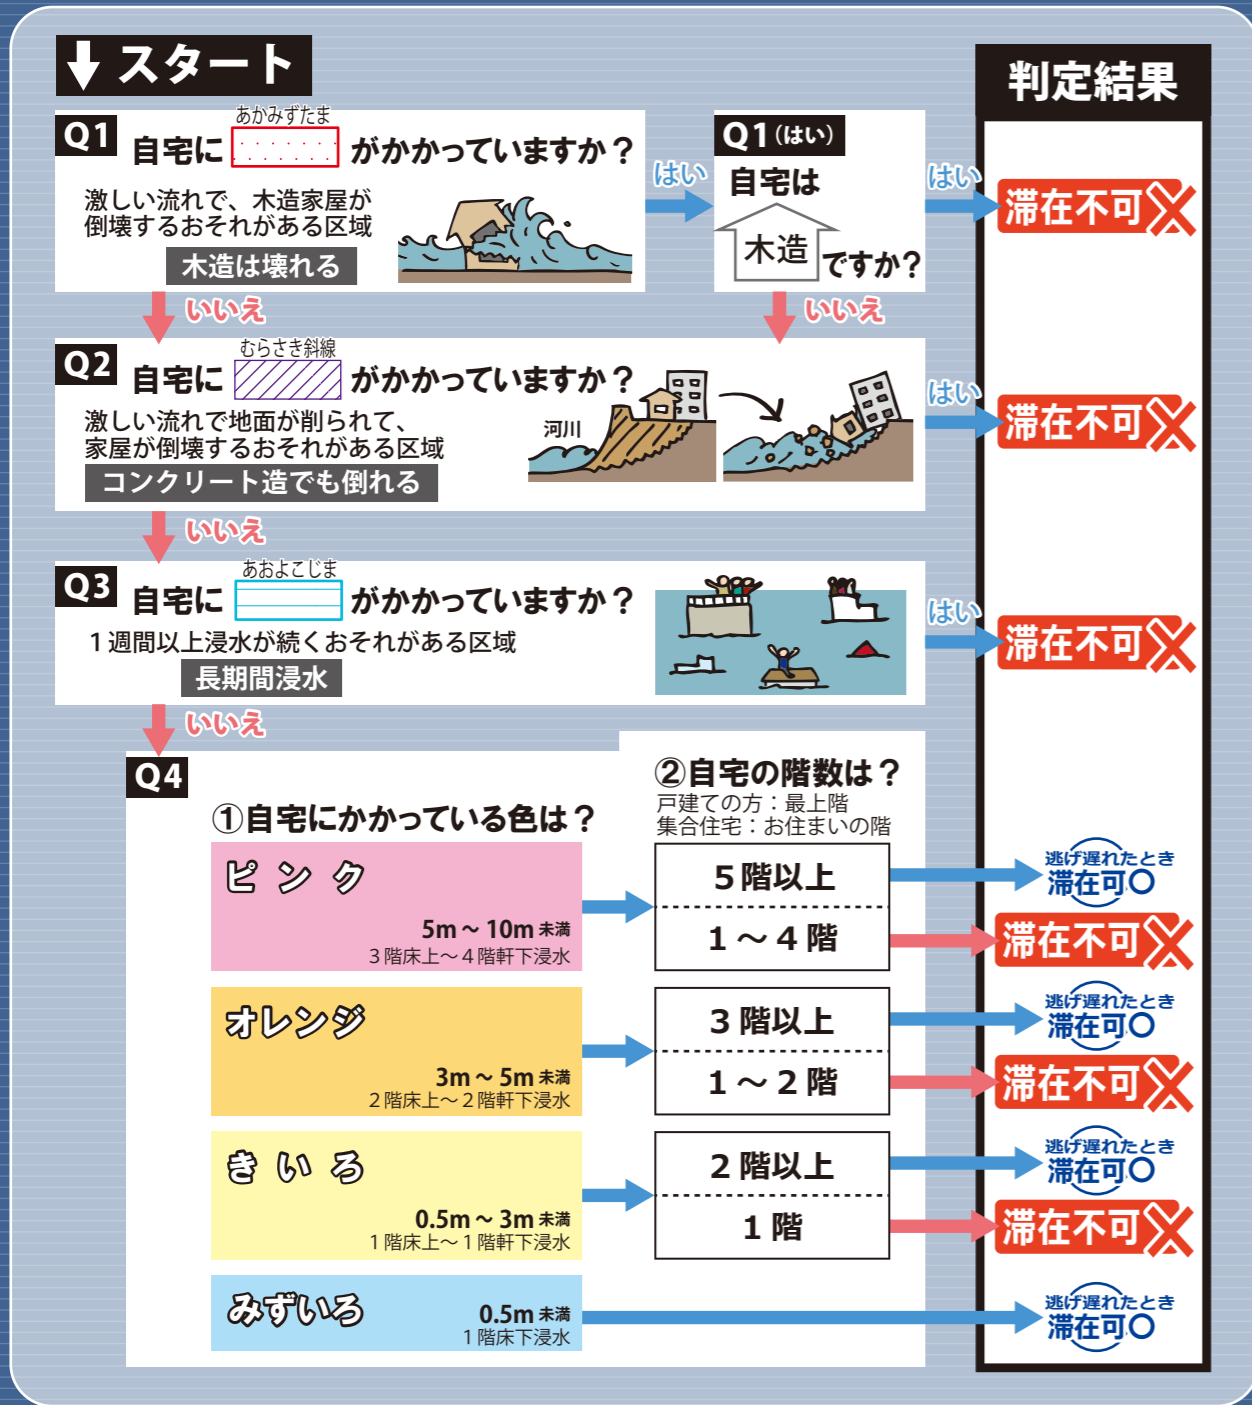 スタート
判定結果
Q1
あかみずたま
自宅に がかかっていますか？
激しい流れで、木造家屋が
倒壊するおそれがある区域
木造は壊れる
はい
Q1(はい)
自宅は
木造
ですか？
はい
滞在不可
いいえ
いいえ
Q2
むらさき斜線
自宅に がかかっていますか？
激しい流れで地面が削られて、
家屋が倒壊するおそれがある区域
コンクリート造でも倒れる
河川
はい
滞在不可
いいえ
Q3
あおよこじま
自宅に がかかっていますか？
１週間以上浸水が続くおそれがある区域
長期間浸水
はい
滞在不可
いいえ
Q4
①自宅にかかっている色は？
②自宅の階数は？
戸建ての方：最上階
集合住宅：お住まいの階
ピンク
5m～10m未満
３階床上～４階軒下浸水
５階以上
逃げ遅れたとき
滞在可〇
１～４階
滞在不可
オレンジ
3m～5m未満
２階床上～２階軒下浸水
３階以上
逃げ遅れたとき
滞在可〇
１～２階
滞在不可
きいろ
0.5m～3m未満
１階床上～１階軒下浸水
２階以上
逃げ遅れたとき
滞在可〇
１階
滞在不可
みずいろ
0.5m未満
１階床下浸水
逃げ遅れたとき
滞在可〇